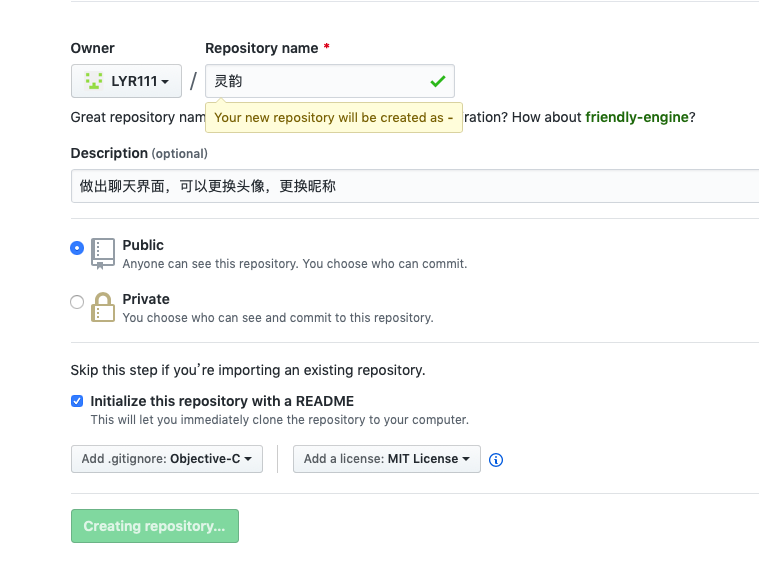 Owner Repository name *
LYR111 / 灵韵
Great repository nam Your new repository will be created as - ration? How about friendly-engine?
Description (optional)
做出聊天界面，可以更换头像，更换昵称
Public
Anyone can see this repository. You choose who can commit.
Private
You choose who can see and commit to this repository.
Skip this step if you’re importing an existing repository.
Initialize this repository with a README
This will let you immediately clone the repository to your computer.
Add .gitignore: Objective-C Add a license: MIT License
Creating repository...